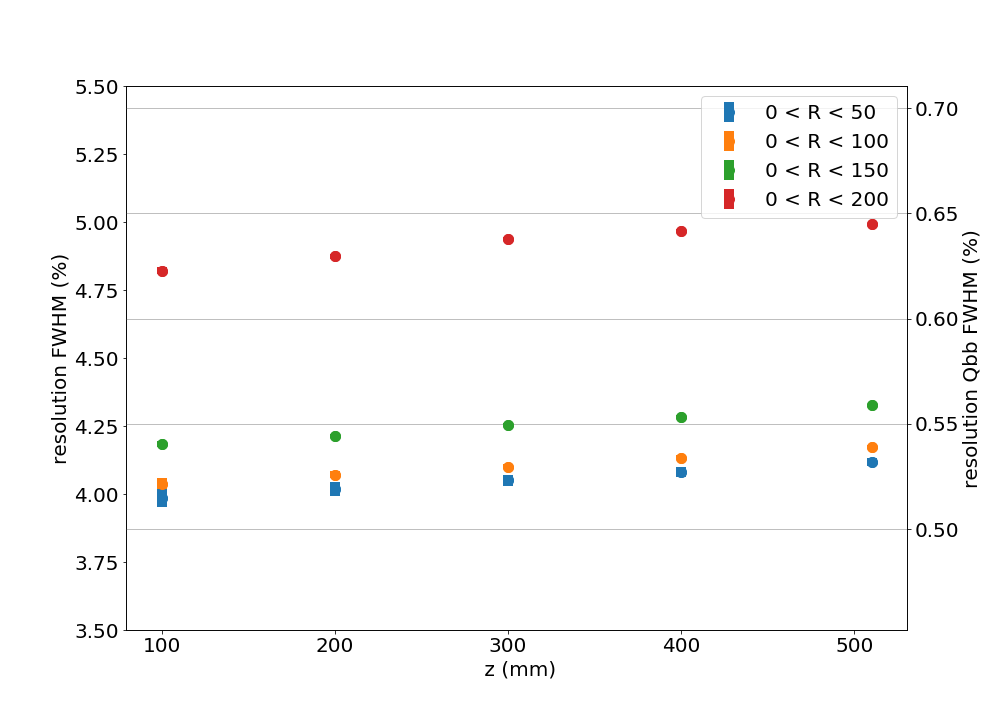 5.50
5.25
5.00
4.75
4.50
4.25
4.00
3.75
3.50
resolution FWHM (%)
0 < R < 50
0 < R < 100
0 < R < 150
0 < R < 200
0.70
0.65
0.60
0.55
0.50
resolution Qbb FWHM (%)
100 200 300 400 500
z (mm)